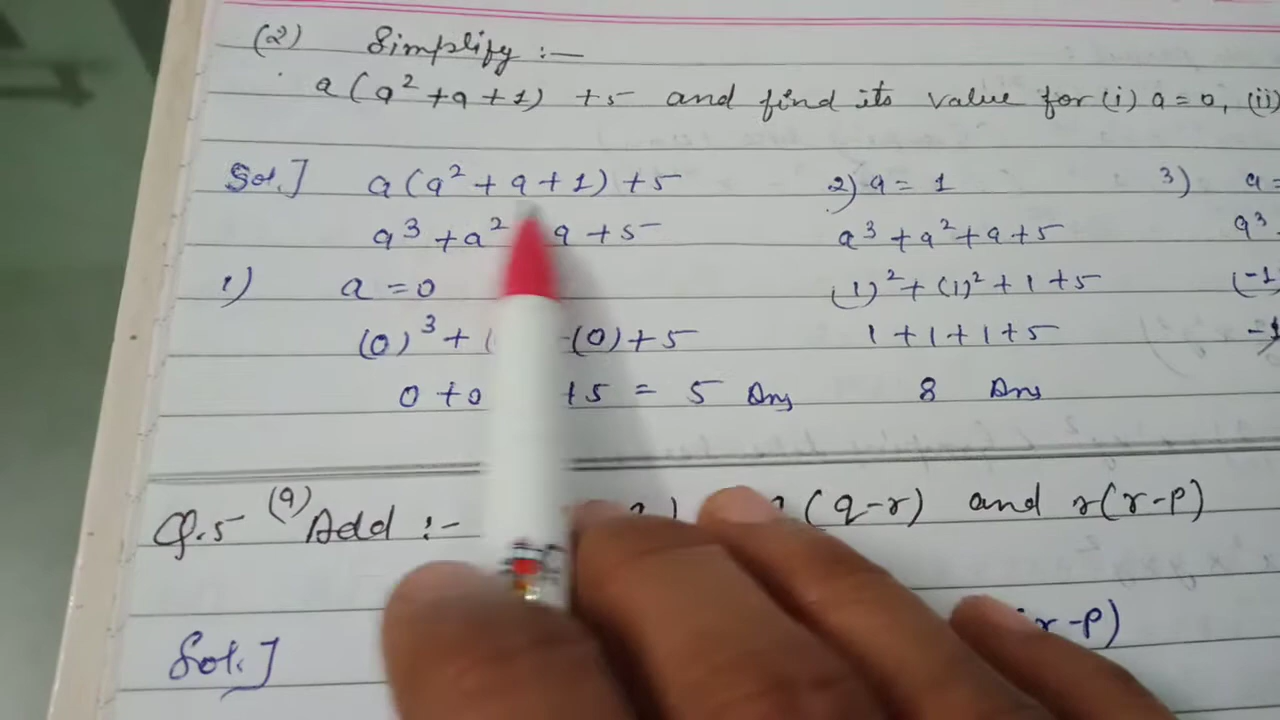 (2) Simplify :—
a(a² + a + 1) + 5 and find its value for (i) a = 0, (ii)
Sol.] a(a² + a + 1) + 5 2) a = 1 3) a =
a³ + a² a + 5 a³ + a² + a + 5 a³
1) a = 0 (1)² + (1)² + 1 + 5 (-1
(0)³ + (0) + 5 1 + 1 + 1 + 5 -1
0 + 0 + 5 = 5 Ans 8 Ans
Q.5 (a) Add :- (q-r) and r(r-p)
r-p)
Sol.]